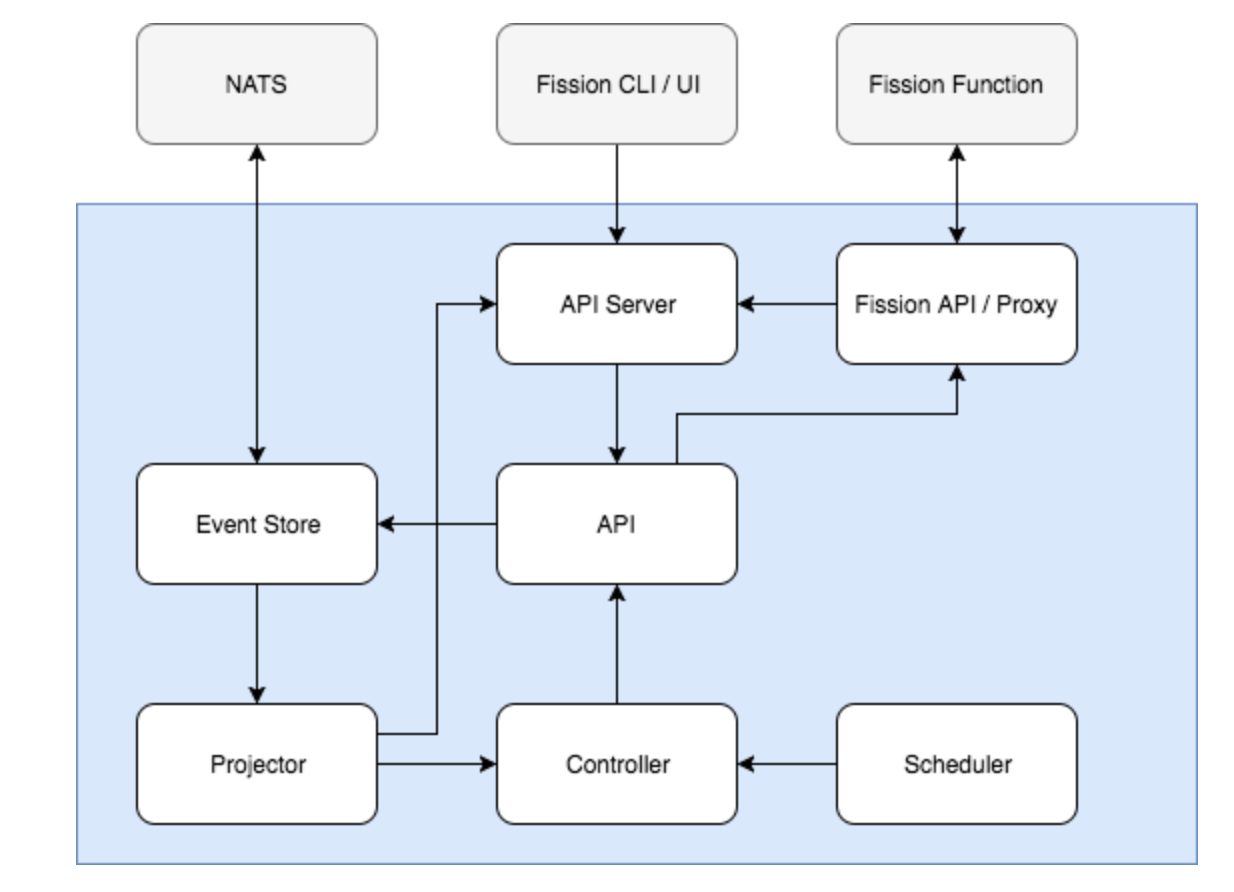 NATS
Fission CLI / UI
Fission Function
API Server
Fission API / Proxy
Event Store
API
Projector
Controller
Scheduler